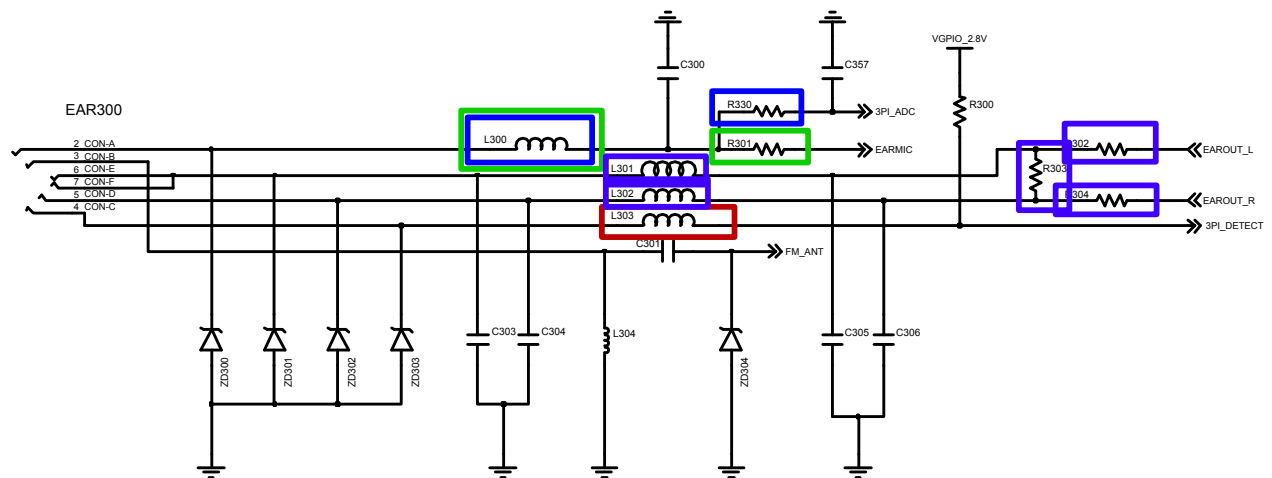 C300
C357
VGPIO_2.8V
EAR300
R330
3PI_ADC
R300
L300
2 CON-A
R301
EARMIC
R302
EAROUT_L
3 CON-B
6 CON-E
L301
R303
7 CON-F
5 CON-D
L302
R304
EAROUT_R
4 CON-C
L303
3PI_DETECT
C301
FM_ANT
ZD300
ZD301
ZD302
ZD303
C303
C304
L304
ZD304
C305
C306